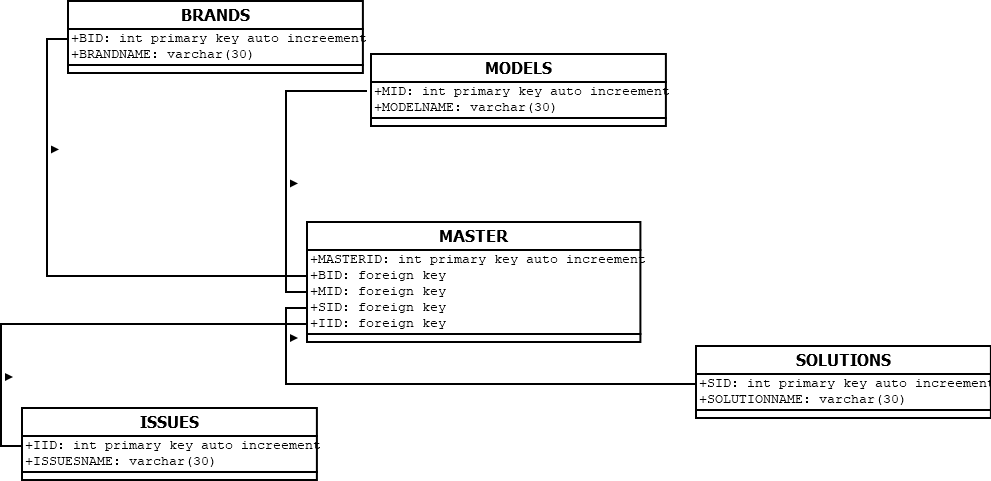 BRANDS
+BID: int primary key auto increement
+BRANDNAME: varchar(30)
MODELS
+MID: int primary key auto increement
+MODELNAME: varchar(30)
MASTER
+MASTERID: int primary key auto increement
+BID: foreign key
+MID: foreign key
+SID: foreign key
+IID: foreign key
SOLUTIONS
+SID: int primary key auto increement
+SOLUTIONNAME: varchar(30)
ISSUES
+IID: int primary key auto increement
+ISSUESNAME: varchar(30)